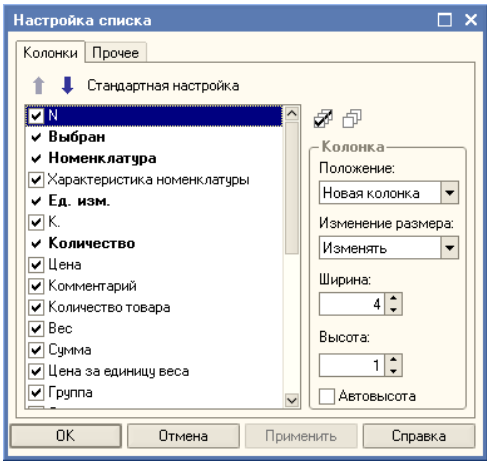 Настройка списка
Колонки Прочее
Стандартная настройка
N
Выбран
Номенклатура
Характеристика номенклатуры
Ед. изм.
К.
Количество
Цена
Комментарий
Количество товара
Вес
Сумма
Цена за единицу веса
Группа
Колонка
Положение:
Новая колонка
Изменение размера:
Изменять
Ширина:
4
Высота:
1
Автовысота
OK Отмена Применить Справка